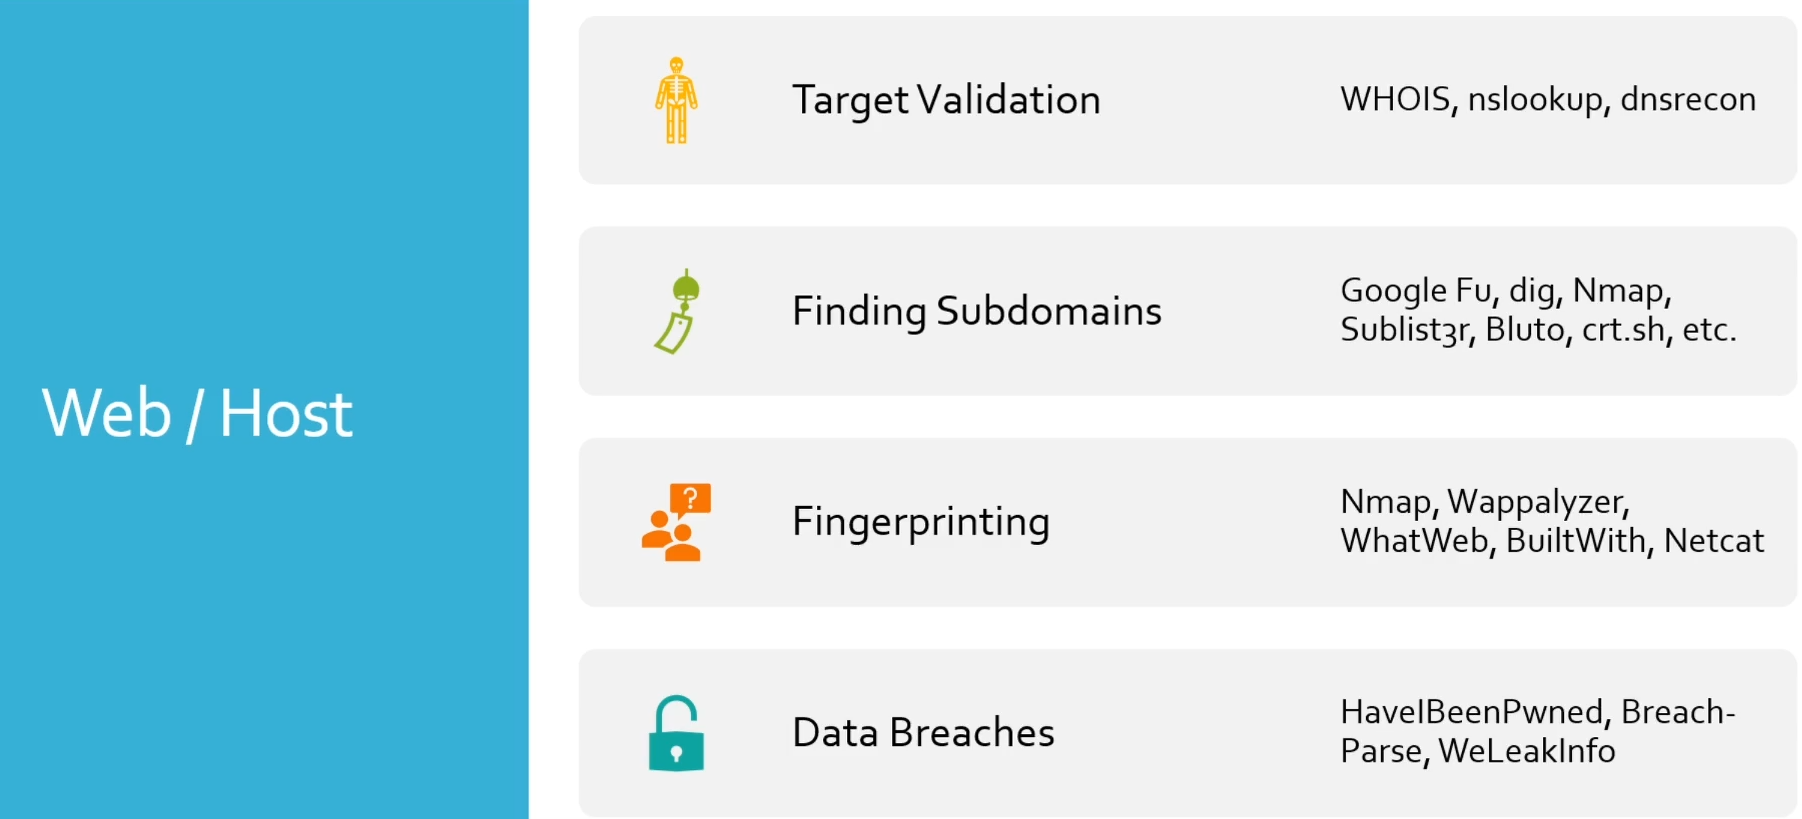 Web / Host
Target Validation
WHOIS, nslookup, dnsrecon
Finding Subdomains
Google Fu, dig, Nmap,
Sublist3r, Bluto, crt.sh, etc.
?
Fingerprinting
Nmap, Wappalyzer,
WhatWeb, BuiltWith, Netcat
Data Breaches
HaveIBeenPwned, Breach-
Parse, WeLeakInfo